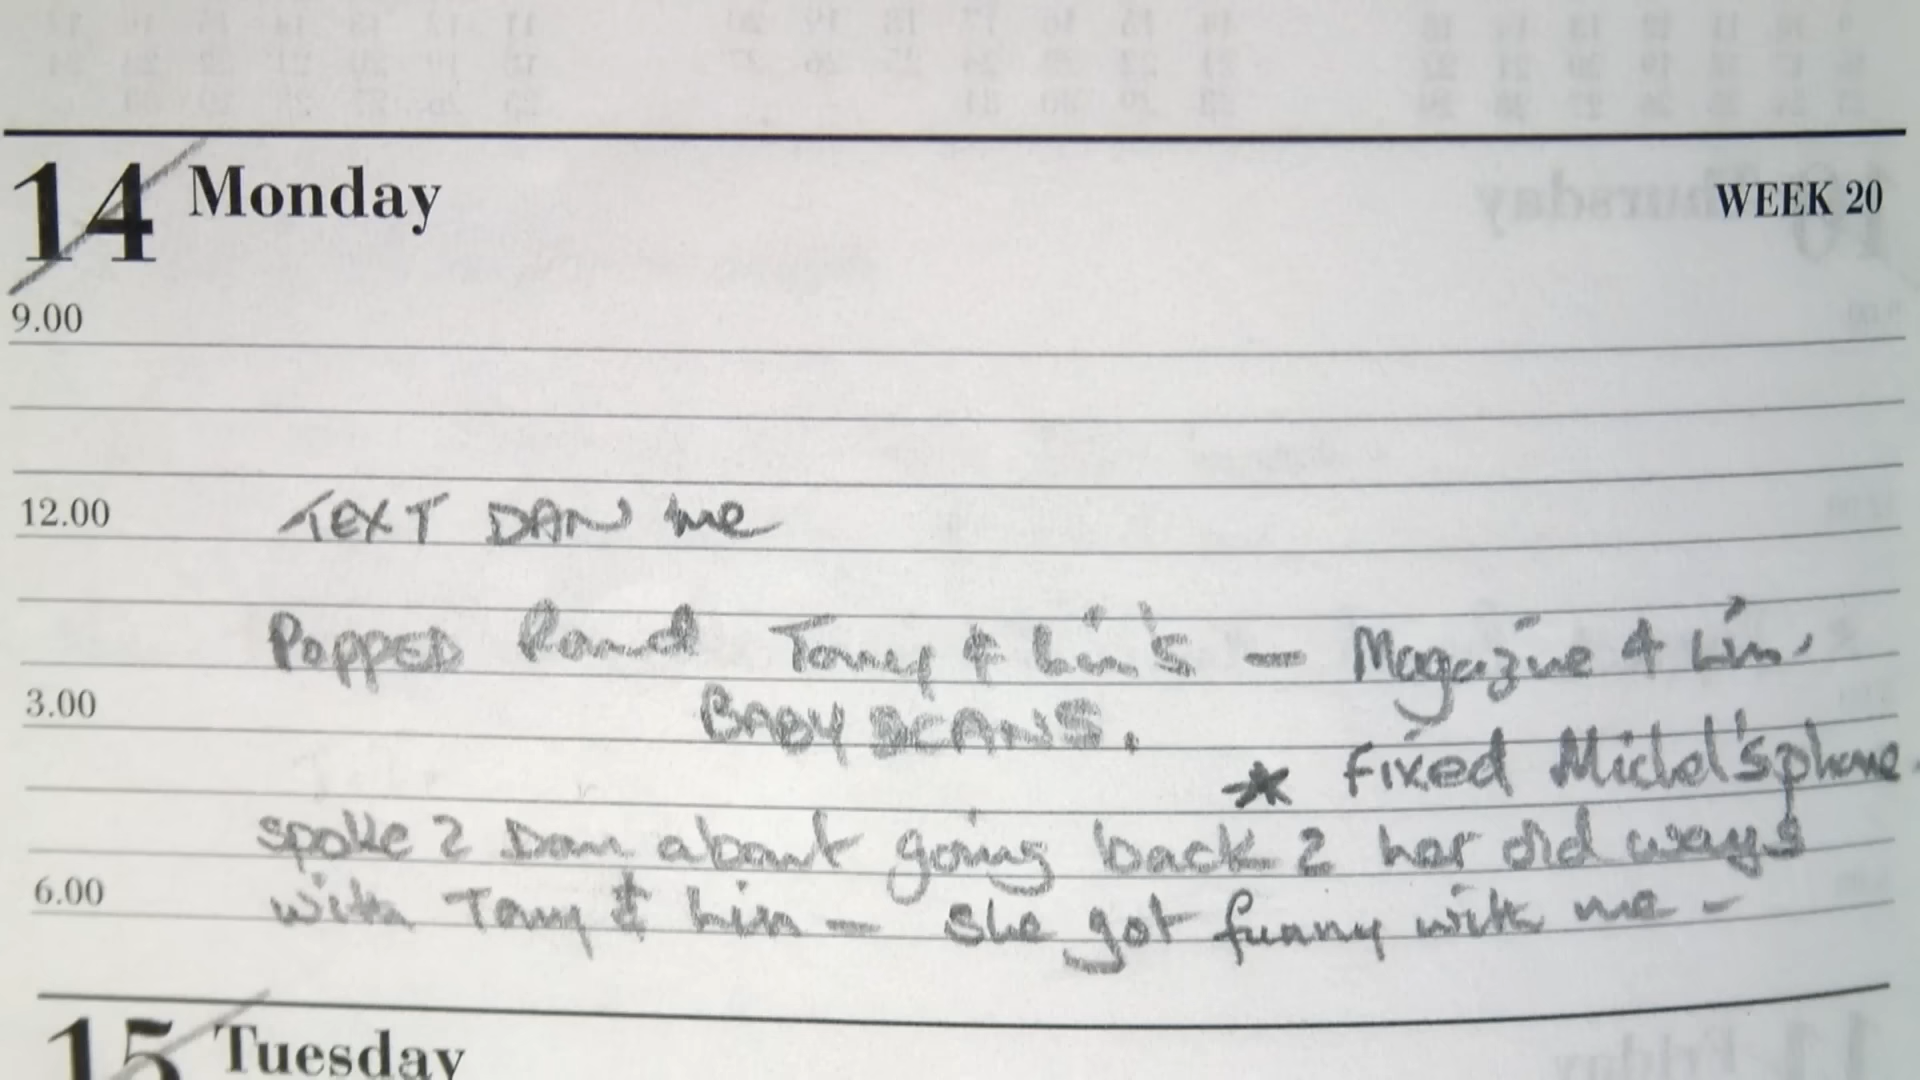 14 Monday WEEK 20
9.00
12.00 TEXT DAN me
Popped Round Tony & Lin's — Magazine 4 Lin.
3.00 BABY SCANS.
* Fixed Michel's phone
spoke 2 Dan about going back 2 her old ways
6.00 with Tony & Lin — she got funny with me -
15 Tuesday